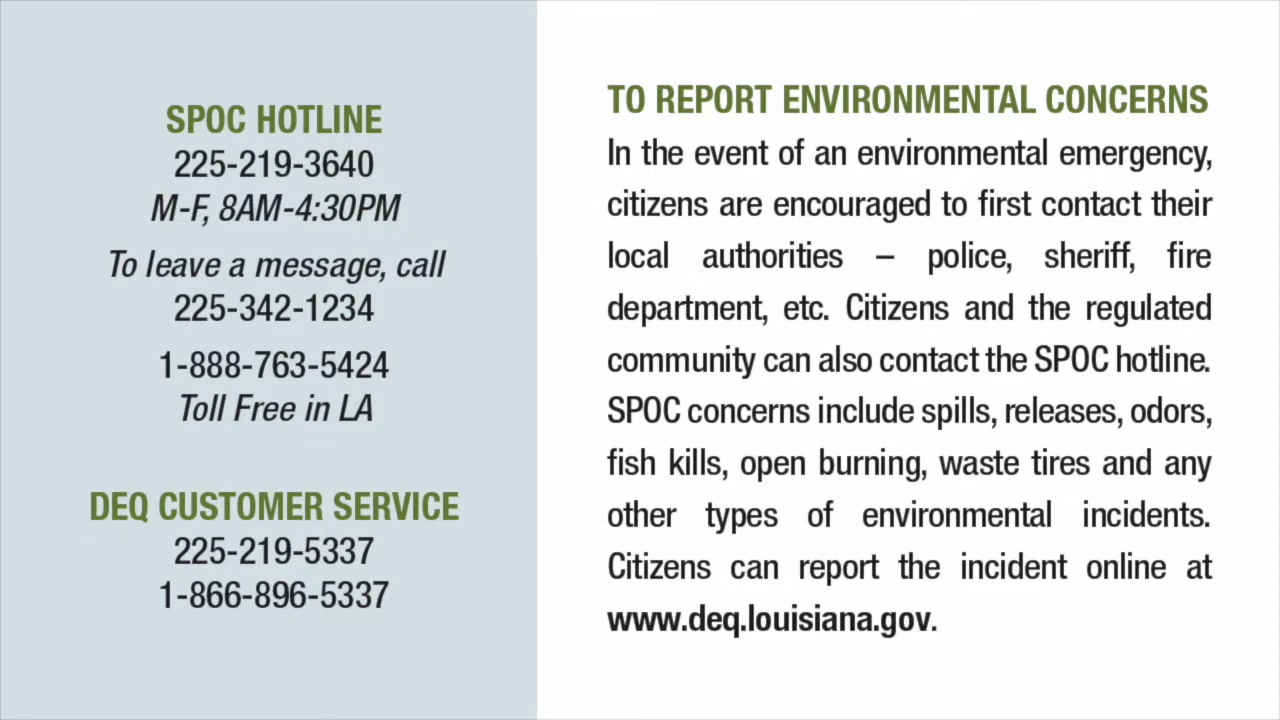 SPOC HOTLINE
225-219-3640
M-F, 8AM-4:30PM
To leave a message, call
225-342-1234
1-888-763-5424
Toll Free in LA
DEQ CUSTOMER SERVICE
225-219-5337
1-866-896-5337
TO REPORT ENVIRONMENTAL CONCERNS
In the event of an environmental emergency,
citizens are encouraged to first contact their
local authorities – police, sheriff, fire
department, etc. Citizens and the regulated
community can also contact the SPOC hotline.
SPOC concerns include spills, releases, odors,
fish kills, open burning, waste tires and any
other types of environmental incidents.
Citizens can report the incident online at
www.deq.louisiana.gov.